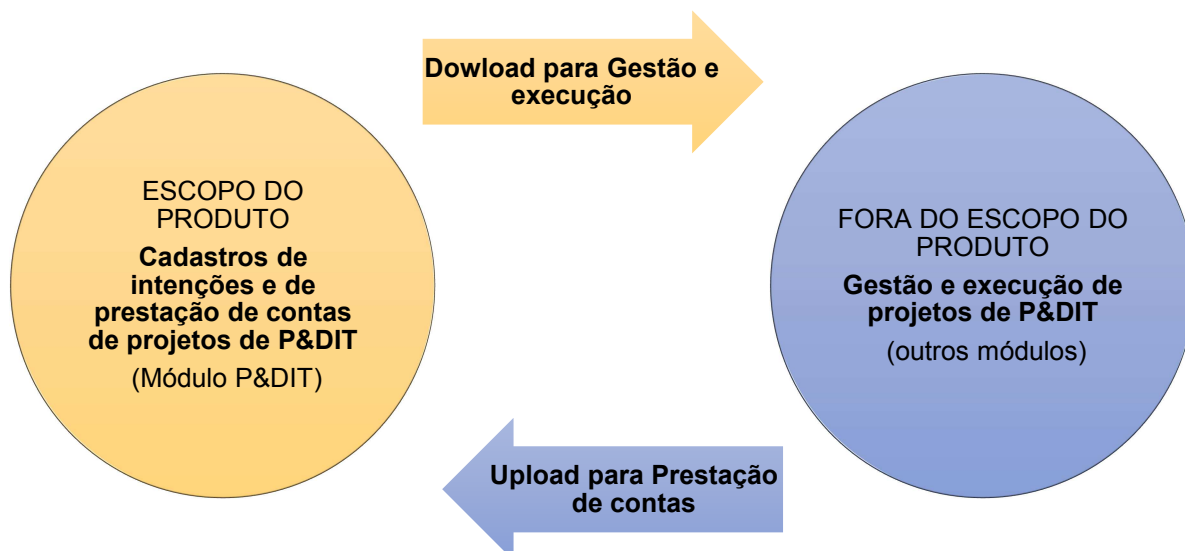 Dowload para Gestão e
execução
ESCOPO DO
PRODUTO
Cadastros de
intenções e de
prestação de contas
de projetos de P&DIT
(Módulo P&DIT)
FORA DO ESCOPO DO
PRODUTO
Gestão e execução de
projetos de P&DIT
(outros módulos)
Upload para Prestação
de contas